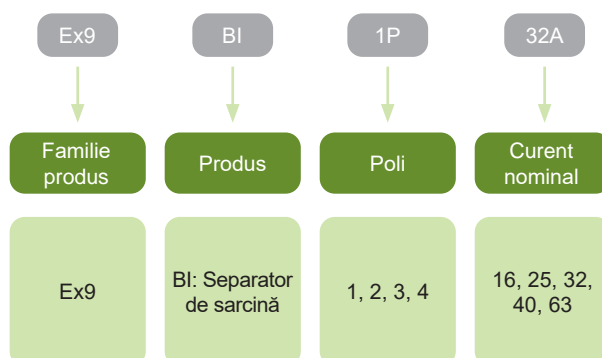 Ex9
BI
1P
32A
Familie
produs
Produs
Poli
Curent
nominal
Ex9
BI: Separator
de sarcină
1, 2, 3, 4
16, 25, 32,
40, 63